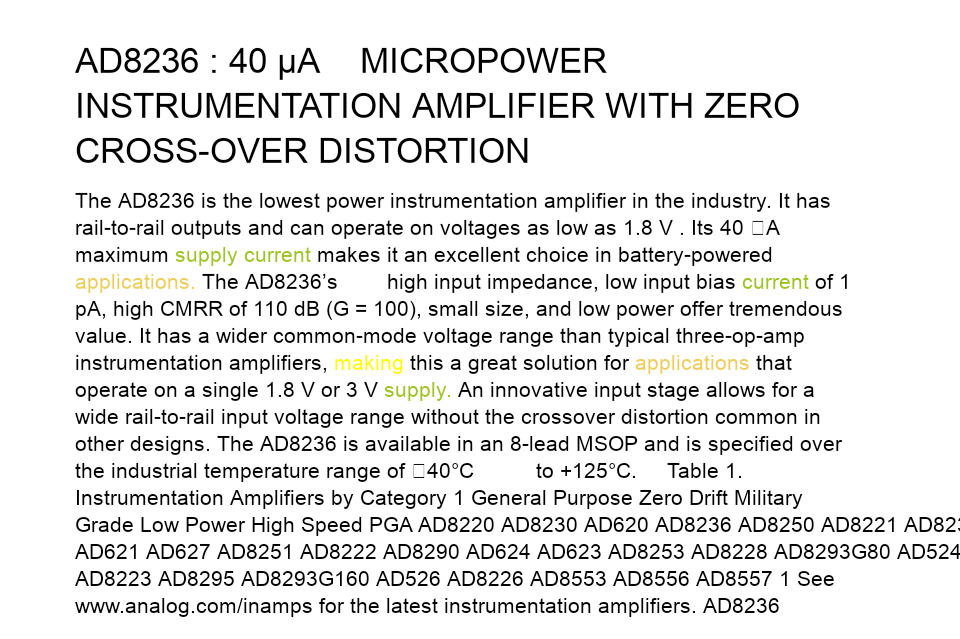 AD8236 : 40 µA MICROPOWER
INSTRUMENTATION AMPLIFIER WITH ZERO
CROSS-OVER DISTORTION
The AD8236 is the lowest power instrumentation amplifier in the industry. It has
rail-to-rail outputs and can operate on voltages as low as 1.8 V . Its 40 □A
maximum supply current makes it an excellent choice in battery-powered
applications. The AD8236’s high input impedance, low input bias current of 1
pA, high CMRR of 110 dB (G = 100), small size, and low power offer tremendous
value. It has a wider common-mode voltage range than typical three-op-amp
instrumentation amplifiers, making this a great solution for applications that
operate on a single 1.8 V or 3 V supply. An innovative input stage allows for a
wide rail-to-rail input voltage range without the crossover distortion common in
other designs. The AD8236 is available in an 8-lead MSOP and is specified over
the industrial temperature range of □40°C to +125°C. Table 1.
Instrumentation Amplifiers by Category 1 General Purpose Zero Drift Military
Grade Low Power High Speed PGA AD8220 AD8230 AD620 AD8236 AD8250 AD8221
AD621 AD627 AD8251 AD8222 AD8290 AD624 AD623 AD8253 AD8228 AD8293G80 AD524
AD8223 AD8295 AD8293G160 AD526 AD8226 AD8553 AD8556 AD8557 1 See
www.analog.com/inamps for the latest instrumentation amplifiers. AD8236